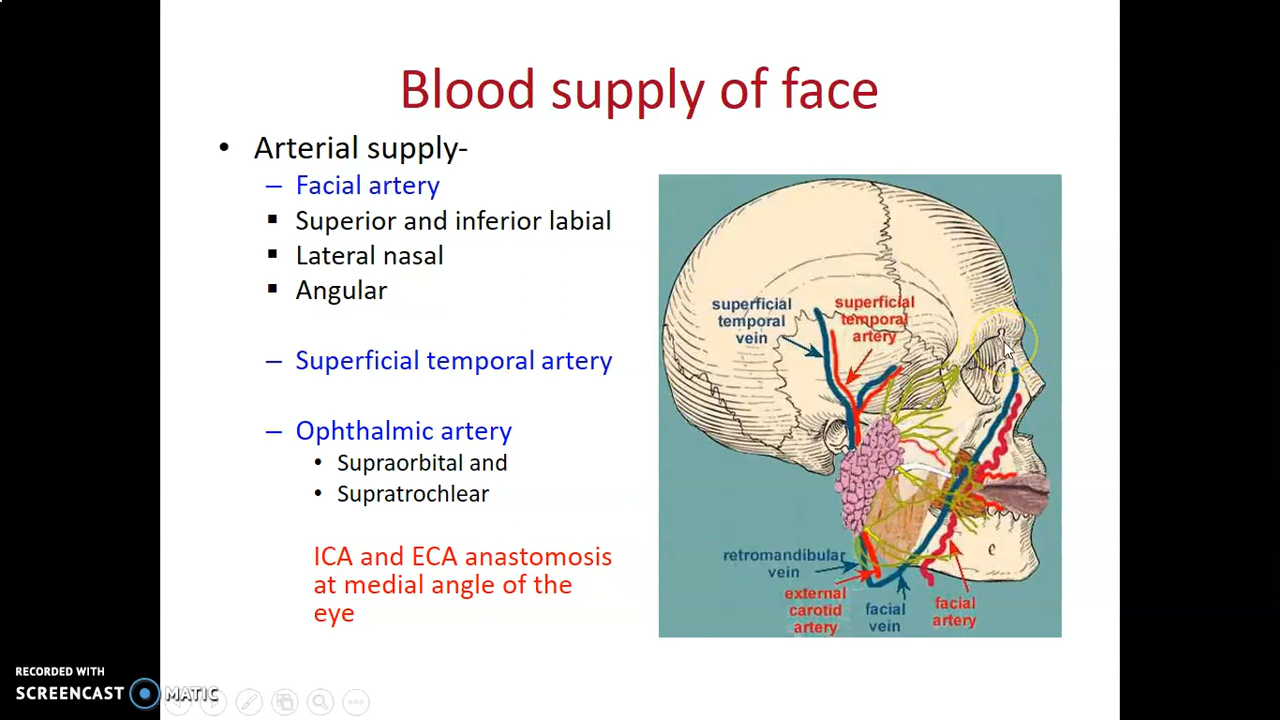 Blood supply of face
• Arterial supply-
– Facial artery
▪ Superior and inferior labial
▪ Lateral nasal
▪ Angular
– Superficial temporal artery
– Ophthalmic artery
• Supraorbital and
• Supratrochlear
ICA and ECA anastomosis
at medial angle of the
eye
superficial
temporal
vein
superficial
temporal
artery
retromandibular
vein
external
carotid
artery
facial
vein
facial
artery
RECORDED WITH
SCREENCAST MATIC